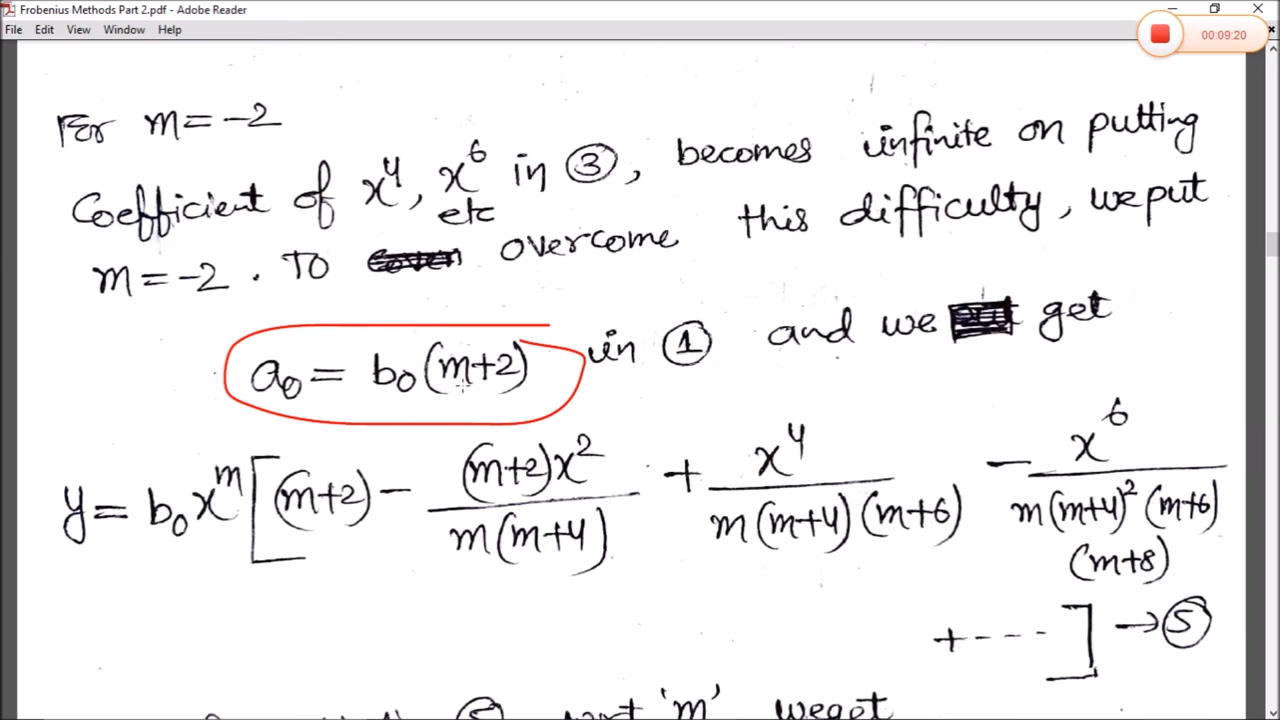 Frobenius Methods Part 2.pdf - Adobe Reader
File Edit View Window Help
00:09:20
For m = -2
Coefficient of x^4, x^6 etc in ③, becomes infinite on putting
m = -2 . To overcome this difficulty, we put
a0 = b0 (m+2) in ① and we get
y = b0 x^m [ (m+2) - (m+2)x^2 / m(m+4) + x^4 / m(m+4)(m+6) - x^6 / m(m+4)^2 (m+6)(m+8)
+ ---- ] → ⑤
'm' weget